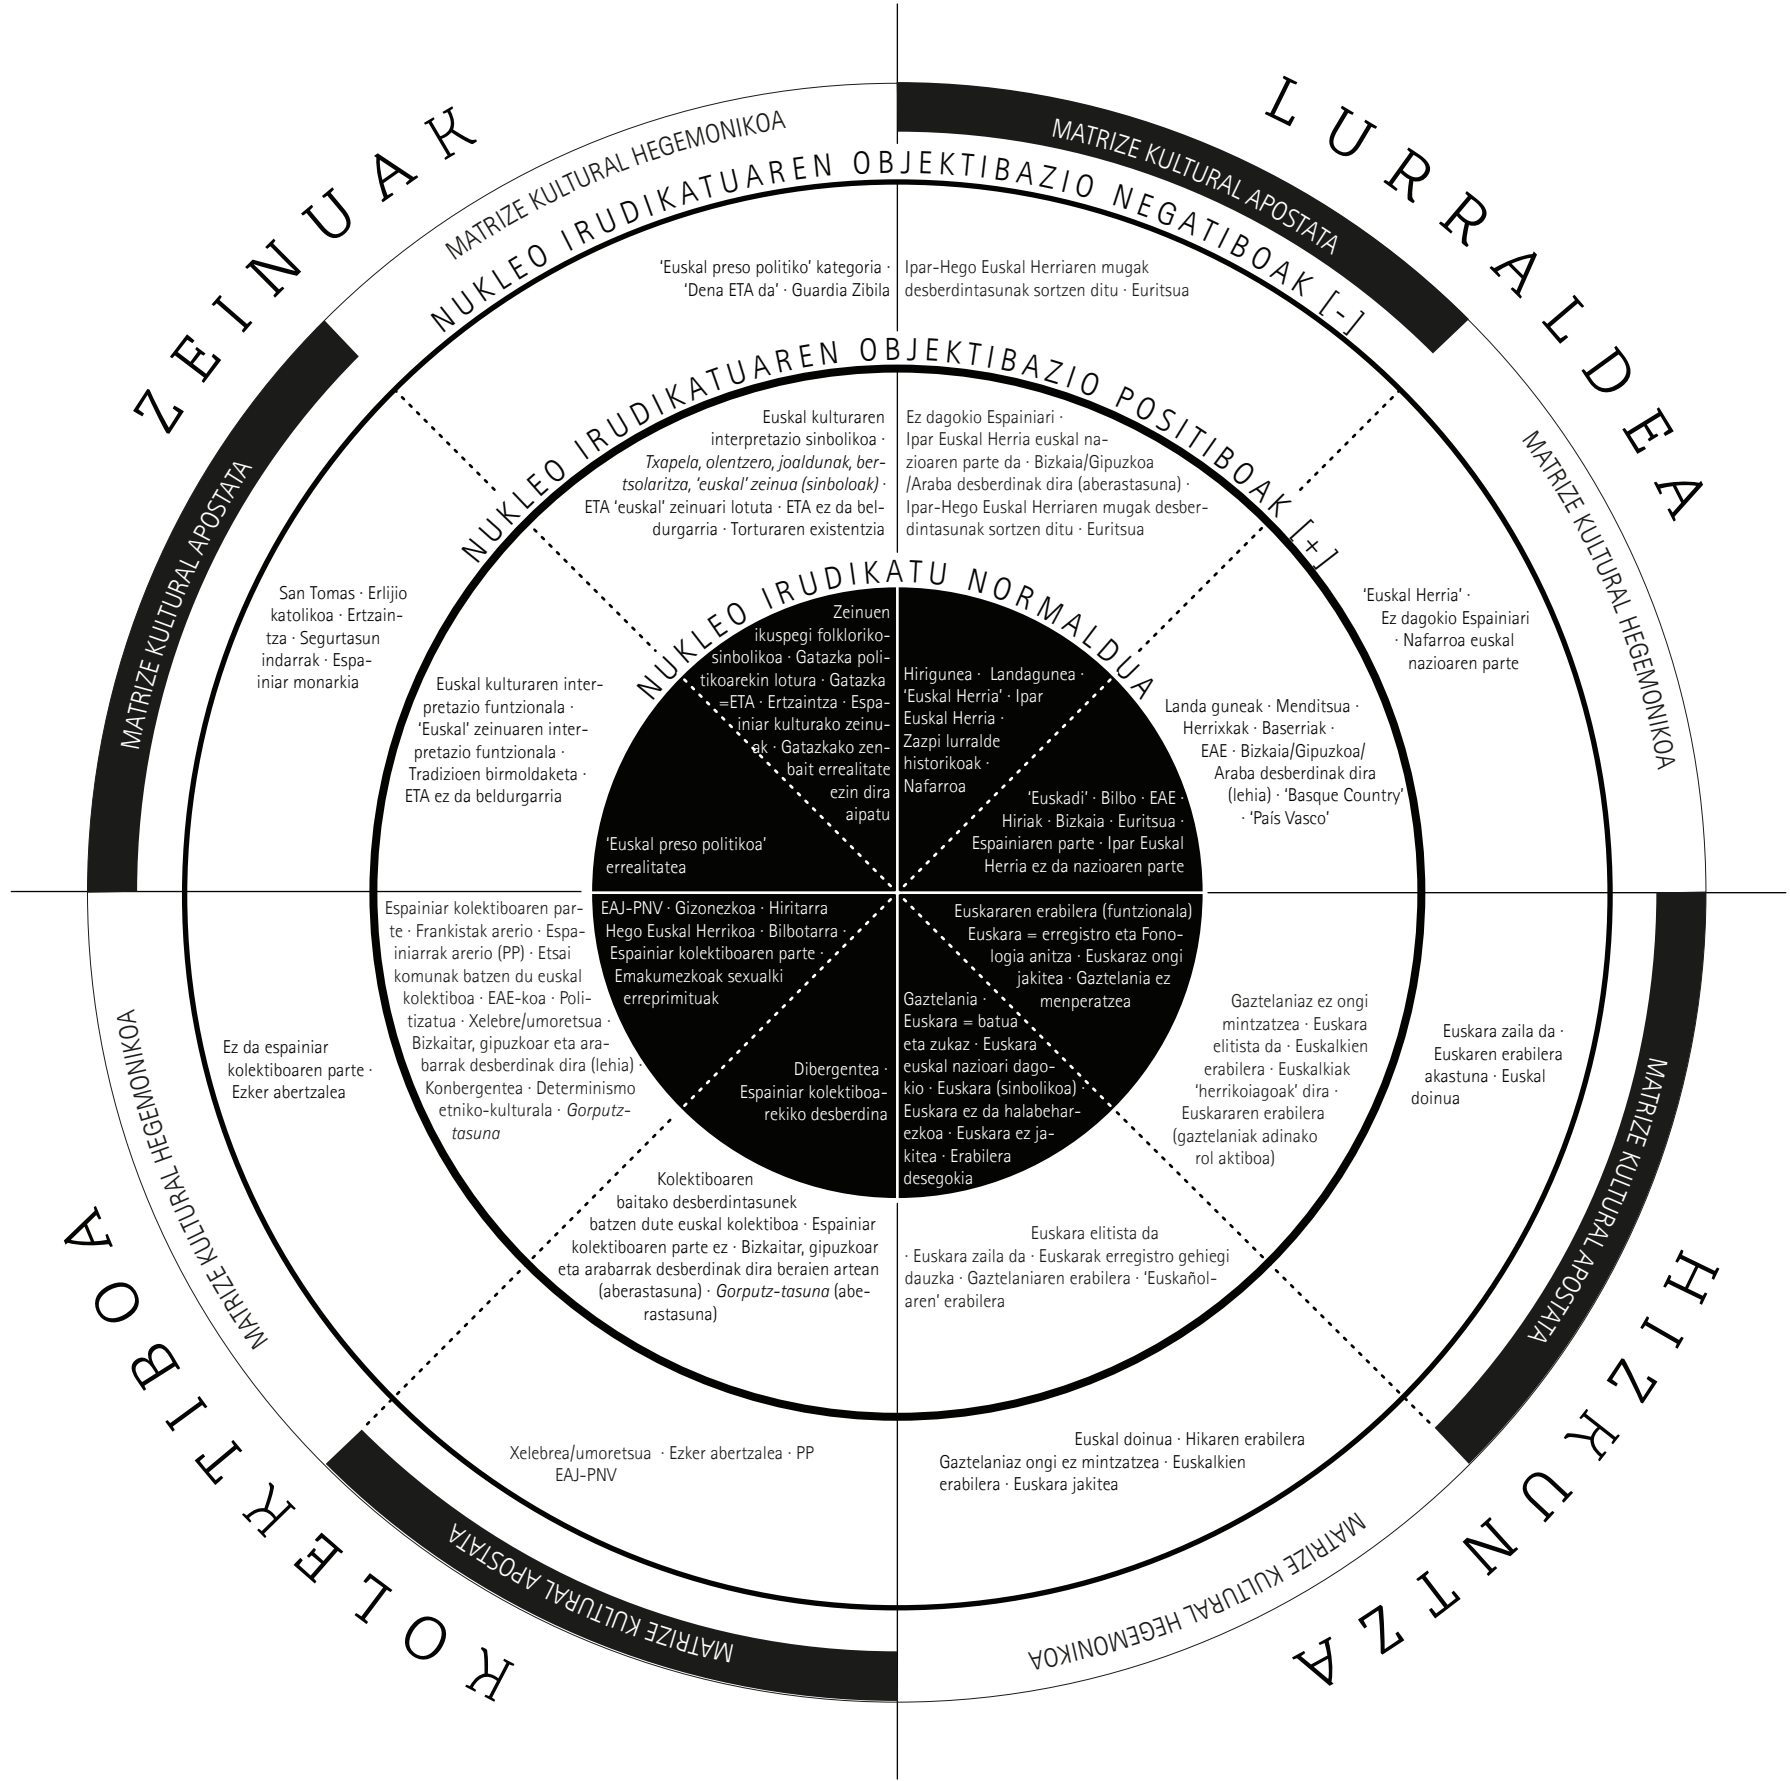 ZEINUAK
LURRALDEA
HIZKUNTZA
KOLEKTIBOA
MATRIZE KULTURAL HEGEMONIKOA
MATRIZE KULTURAL APOSTATA
MATRIZE KULTURAL HEGEMONIKOA
MATRIZE KULTURAL APOSTATA
MATRIZE KULTURAL HEGEMONIKOA
MATRIZE KULTURAL APOSTATA
MATRIZE KULTURAL HEGEMONIKOA
MATRIZE KULTURAL APOSTATA
NUKLEO IRUDIKATUAREN OBJEKTIBAZIO NEGATIBOAK [-]
'Euskal preso politiko' kategoria ·
'Dena ETA da' · Guardia Zibila
Ipar-Hego Euskal Herriaren mugak
desberdintasunak sortzen ditu · Euritsua
San Tomas · Erlijio
katolikoa · Ertzain-
tza · Segurtasun
indarrak · Espa-
iniar monarkia
'Euskal Herria' ·
Ez dagokio Espainiari
· Nafarroa euskal
nazioaren parte
NUKLEO IRUDIKATUAREN OBJEKTIBAZIO POSITIBOAK [+]
Euskal kulturaren
interpretazio sinbolikoa ·
Txapela, olentzero, joaldunak, ber-
tsolaritza, 'euskal' zeinua (sinboloak) ·
ETA 'euskal' zeinuari lotuta · ETA ez da bel-
durgarria · Torturaren existentzia
Ez dagokio Espainiari ·
Ipar Euskal Herria euskal na-
zioaren parte da · Bizkaia/Gipuzkoa
/Araba desberdinak dira (aberastasuna) ·
Ipar-Hego Euskal Herriaren mugak desber-
dintasunak sortzen ditu · Euritsua
Euskal kulturaren inter-
pretazio funtzionala ·
'Euskal' zeinuaren inter-
pretazio funtzionala ·
Tradizioen birmoldaketa ·
ETA ez da beldurgarria
Landa guneak · Menditsua ·
Herrixkak · Baserriak ·
EAE · Bizkaia/Gipuzkoa/
Araba desberdinak dira
(lehia) · 'Basque Country'
· 'País Vasco'
NUKLEO IRUDIKATU NORMALDUA
Zeinuen
ikuspegi folkloriko-
sinbolikoa · Gatazka poli-
tikoarekin lotura · Gatazka
=ETA · Ertzaintza · Espa-
iniar kulturako zeinu-
ak · Gatazkako zen-
bait errealitate
ezin dira
aipatu
Hirigunea · Landagunea ·
'Euskal Herria' · Ipar
Euskal Herria ·
Zazpi lurralde
historikoak ·
Nafarroa
'Euskal preso politikoa'
errealitatea
'Euskadi' · Bilbo · EAE ·
Hiriak · Bizkaia · Euritsua ·
Espainiaren parte · Ipar Euskal
Herria ez da nazioaren parte
EAJ-PNV · Gizonezkoa · Hiritarra
Hego Euskal Herrikoa · Bilbotarra ·
Espainiar kolektiboaren parte ·
Emakumezkoak sexualki
erreprimituak
Euskararen erabilera (funtzionala)
Euskara = erregistro eta Fono-
logia anitza · Euskaraz ongi
jakitea · Gaztelania ez
menperatzea
Dibergentea ·
Espainiar kolektiboa-
rekiko desberdina
Gaztelania ·
Euskara = batua
eta zukaz · Euskara
euskal nazioari dago-
kio · Euskara (sinbolikoa) ·
Euskara ez da halabehar-
ezkoa · Euskara ez ja-
kitea · Erabilera
desegokia
Espainiar kolektiboaren par-
te · Frankistak arerio · Espa-
iniarrak arerio (PP) · Etsai
komunak batzen du euskal
kolektiboa · EAE-koa · Poli-
tizatua · Xelebre/umoretsua ·
Bizkaitar, gipuzkoar eta ara-
barrak desberdinak dira (lehia) ·
Konbergentea · Determinismo
etniko-kulturala · Gorputz-
tasuna
Gaztelaniaz ez ongi
mintzatzea · Euskara
elitista da · Euskalkien
erabilera · Euskalkiak
'herrikoiagoak' dira ·
Euskararen erabilera
(gaztelaniak adinako
rol aktiboa)
Ez da espainiar
kolektiboaren parte ·
Ezker abertzalea
Euskara zaila da ·
Euskaren erabilera
akastuna · Euskal
doinua
Kolektiboaren
baitako desberdintasunek
batzen dute euskal kolektiboa · Espainiar
kolektiboaren parte ez · Bizkaitar, gipuzkoar
eta arabarrak desberdinak dira beraien artean
(aberastasuna) · Gorputz-tasuna (abe-
rastasuna)
Euskara elitista da
· Euskara zaila da · Euskarak erregistro gehiegi
dauzka · Gaztelaniaren erabilera · 'Euskañol-
aren' erabilera
Xelebrea/umoretsua · Ezker abertzalea · PP
EAJ-PNV
Euskal doinua · Hikaren erabilera
Gaztelaniaz ongi ez mintzatzea · Euskalkien
erabilera · Euskara jakitea